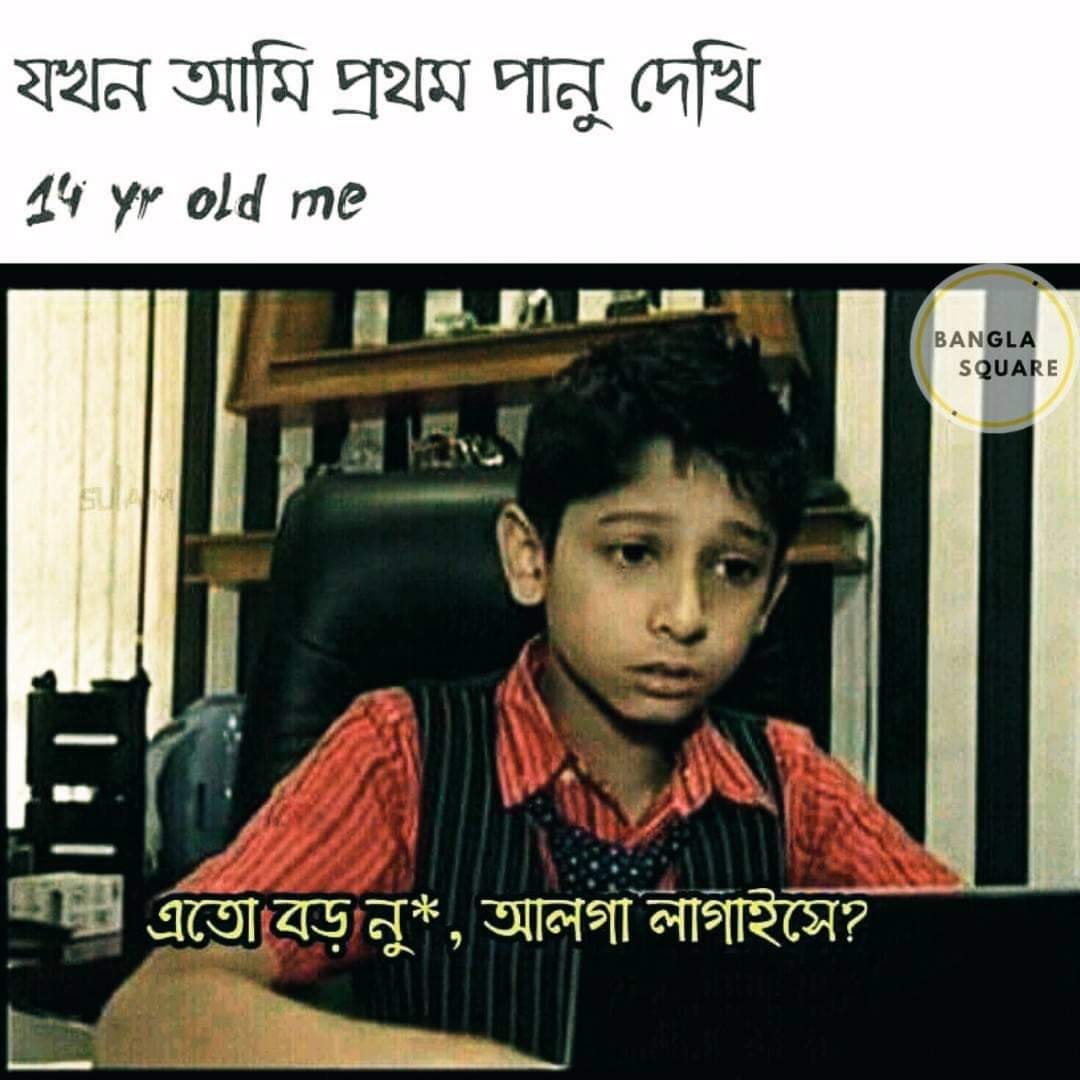 যখন আমি প্রথম পানু দেখি
14 yr old me
BANGLA
SQUARE
এতো বড় নু*, আলগা লাগাইসে?